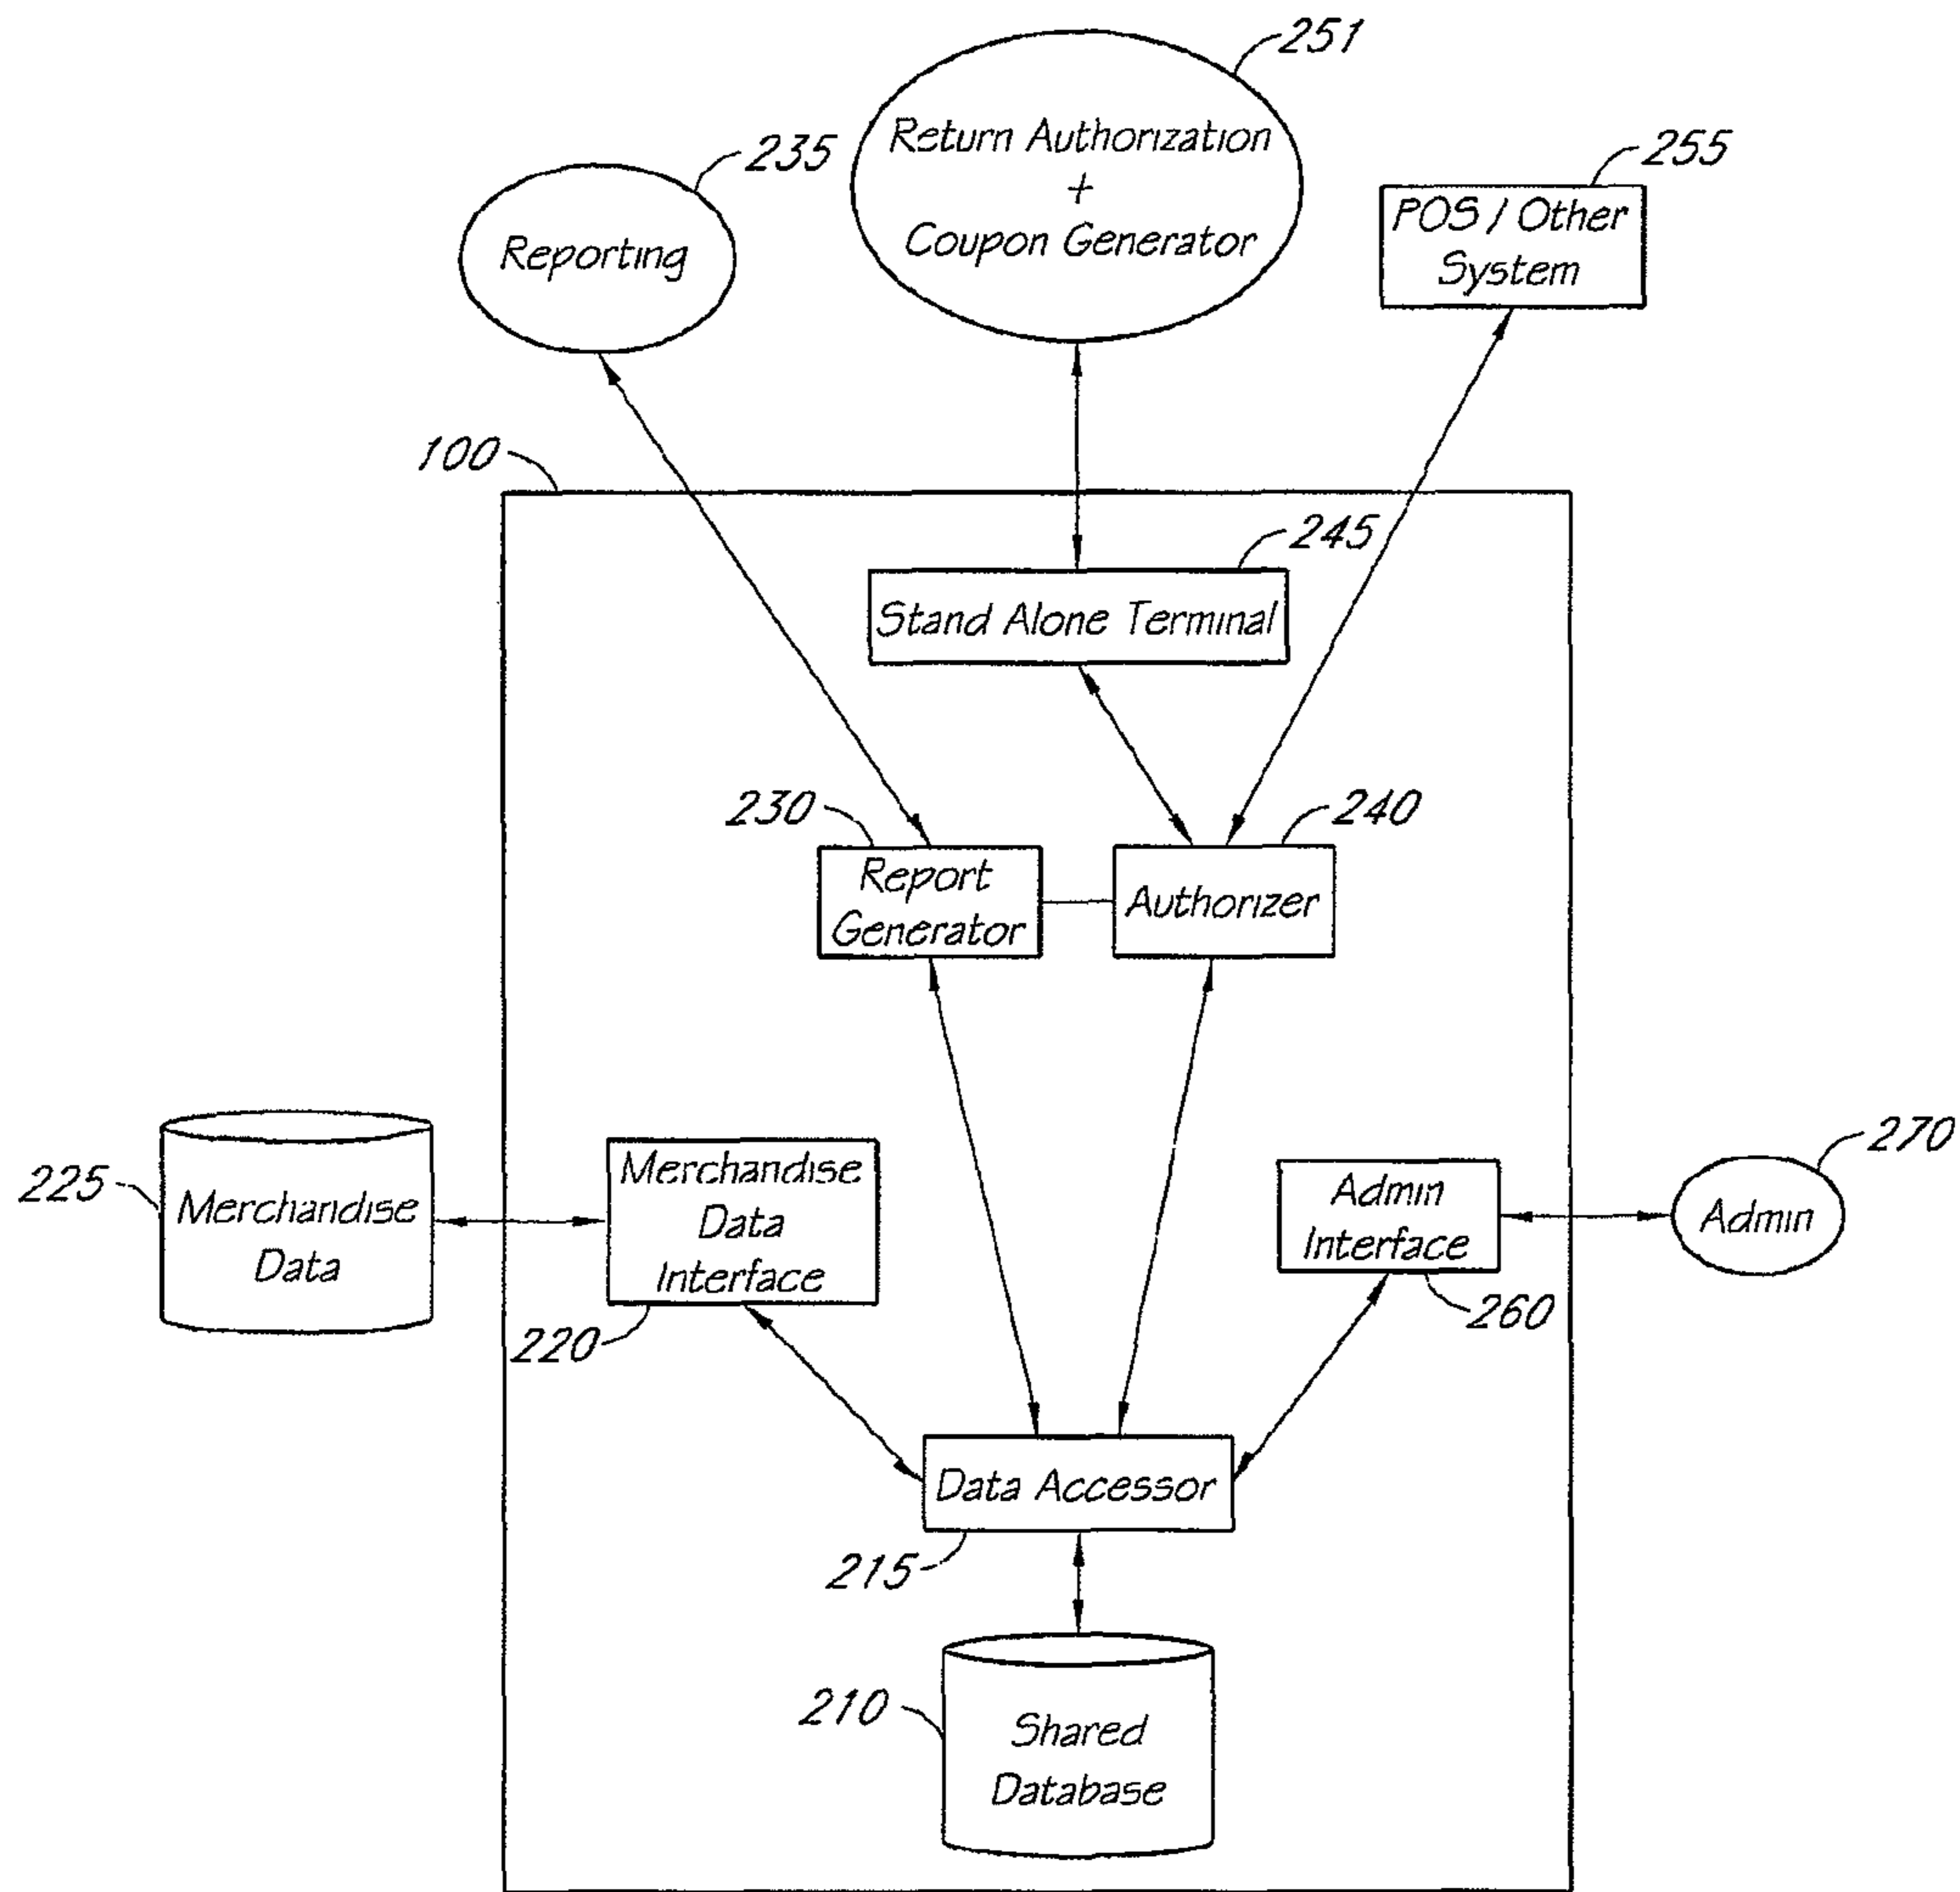 251
Return Authorization
+
Coupon Generator
235
Reporting
255
POS / Other
System
100
245
Stand Alone Terminal
230
Report
Generator
240
Authorizer
225
Merchandise
Data
Merchandise
Data
Interface
220
Admin
Interface
260
270
Admin
Data Accessor
215
210
Shared
Database